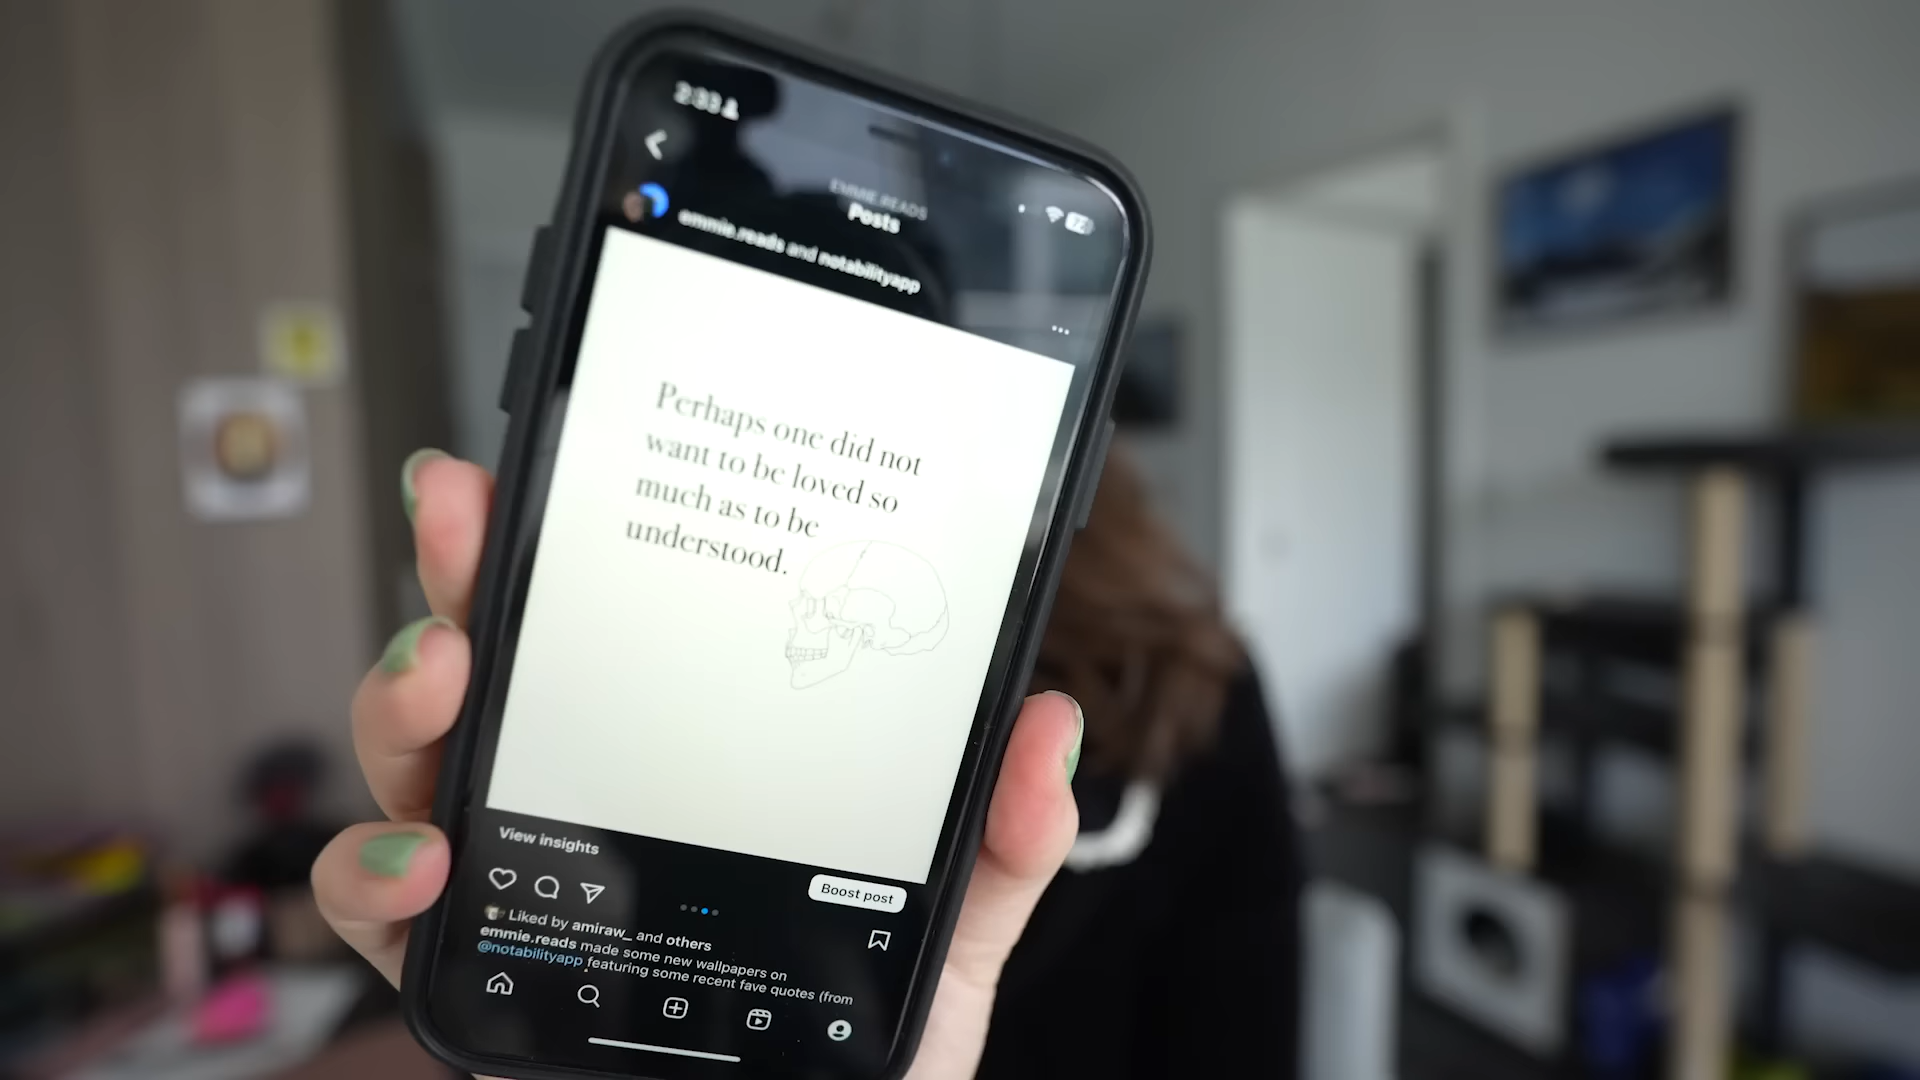 2:33
EMMIE.READS
Posts
emmie.reads and notabilityapp
Perhaps one did not
want to be loved so
much as to be
understood.
View insights
Boost post
Liked by amiraw_ and others
emmie.reads made some new wallpapers on
@notabilityapp featuring some recent fave quotes (from